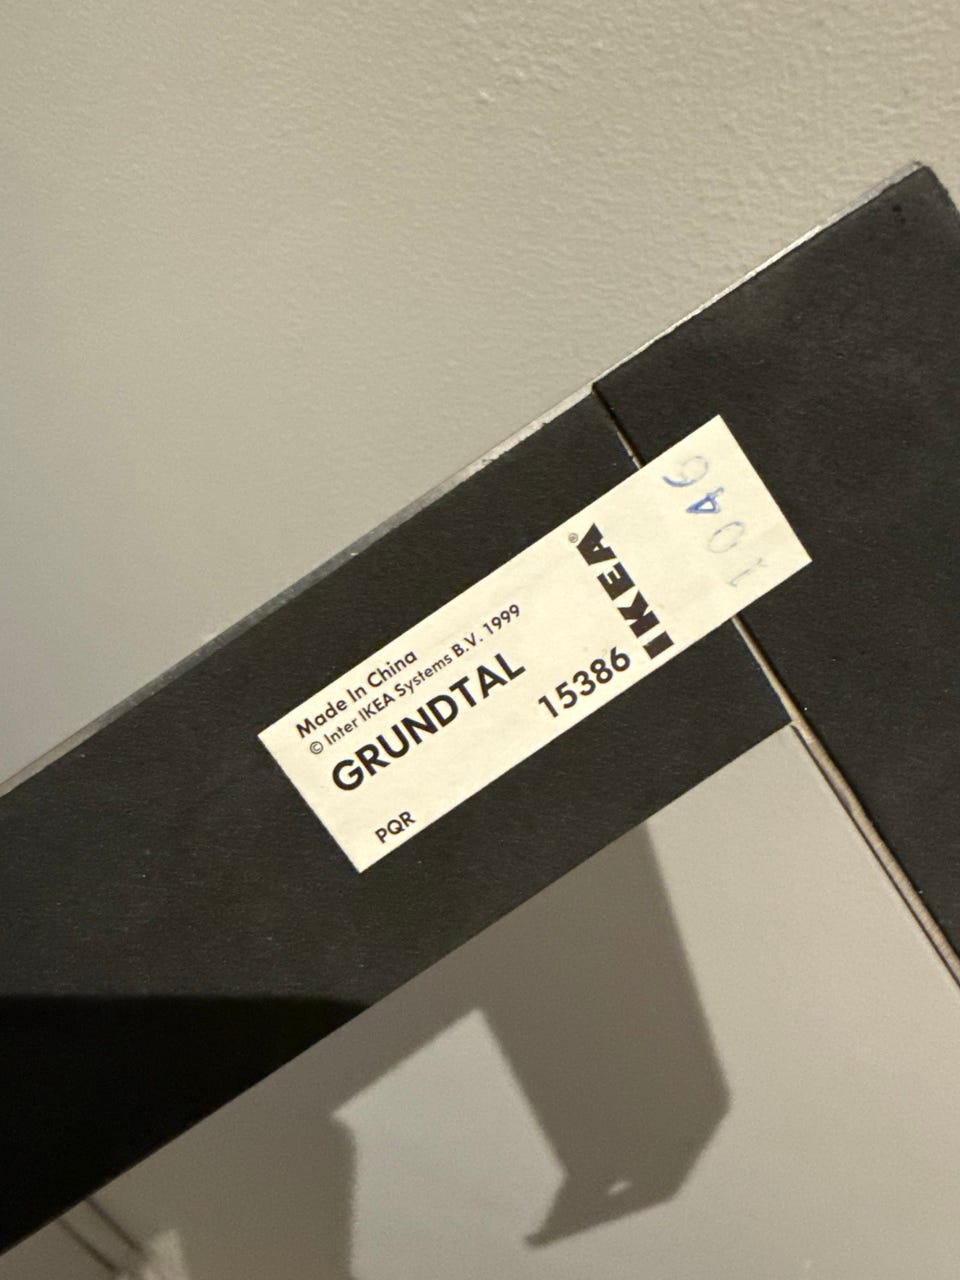 Made In China
© Inter IKEA Systems B.V. 1999
GRUNDTAL
PQR
15386
IKEA®
1046